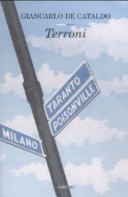 GIANCARLO DE CATALDO
Terroni
TARANTO
POISONVILLE
MILANO